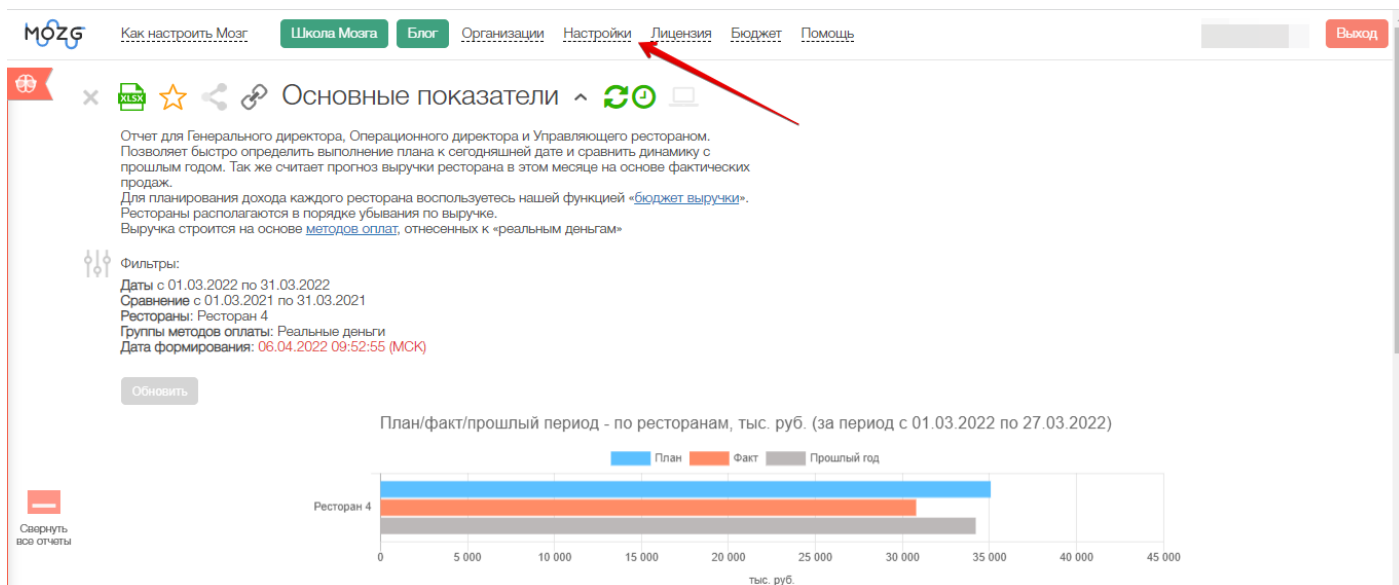 MOZG
Как настроить Мозг
Школа Мозга
Блог
Организации
Настройки
Лицензия
Бюджет
Помощь
Выход
XLSX
Основные показатели
Отчет для Генерального директора, Операционного директора и Управляющего рестораном.
Позволяет быстро определить выполнение плана к сегодняшней дате и сравнить динамику с
прошлым годом. Так же считает прогноз выручки ресторана в этом месяце на основе фактических
продаж.
Для планирования дохода каждого ресторана воспользуетесь нашей функцией «бюджет выручки».
Рестораны располагаются в порядке убывания по выручке.
Выручка строится на основе методов оплат, отнесенных к «реальным деньгам»
Фильтры:
Даты с 01.03.2022 по 31.03.2022
Сравнение с 01.03.2021 по 31.03.2021
Рестораны: Ресторан 4
Группы методов оплаты: Реальные деньги
Дата формирования: 06.04.2022 09:52:55 (МСК)
Обновить
План/факт/прошлый период - по ресторанам, тыс. руб. (за период с 01.03.2022 по 27.03.2022)
План Факт Прошлый год
Ресторан 4
0 5 000 10 000 15 000 20 000 25 000 30 000 35 000 40 000 45 000
тыс. руб.
Свернуть
все отчеты